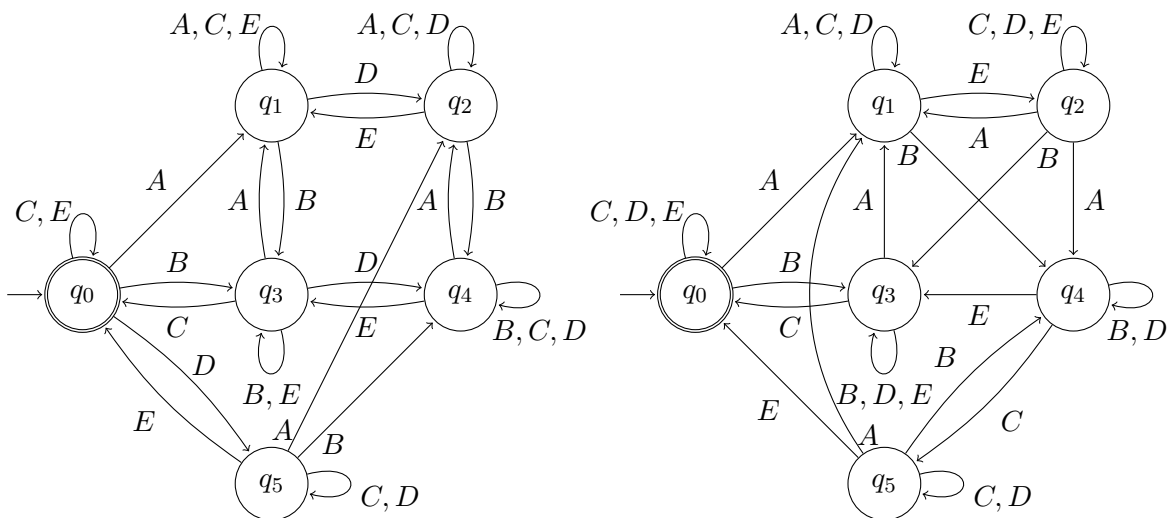 A, C, E
A, C, D
A, C, D
C, D, E
D
E
q1
q2
q1
q2
E
A
B
B
A
A
B
A
B
A
A
C, E
C, D, E
B
D
B
q0
q3
q4
q0
q3
q4
C
E
C
E
B, C, D
B, D
D
B
B, E
B, D, E
E
E
C
A
B
A
q5
q5
C, D
C, D